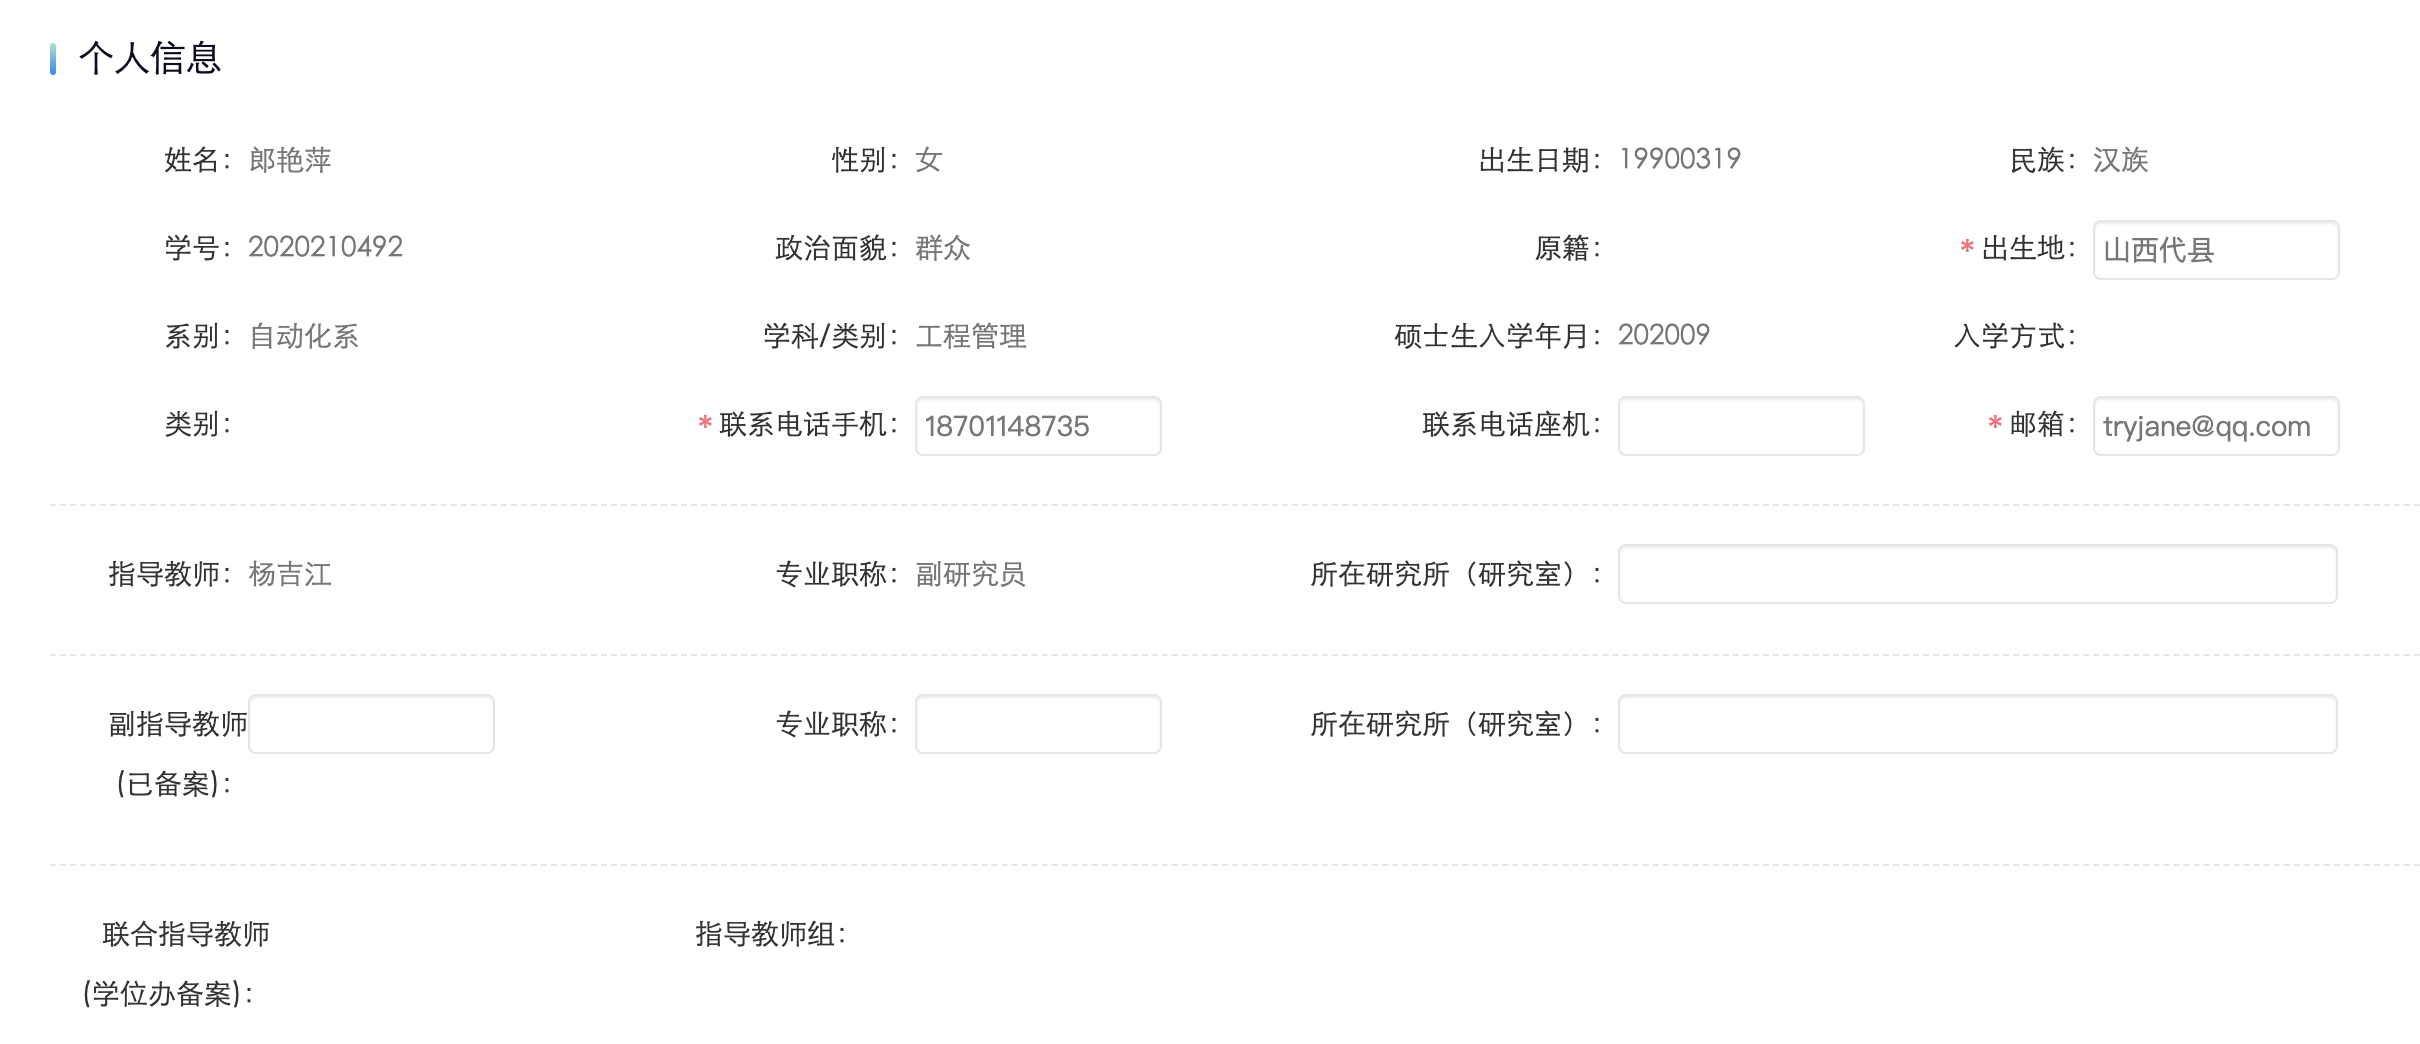 个人信息
姓名： 郎艳萍 性别： 女 出生日期： 19900319 民族： 汉族
学号： 2020210492 政治面貌： 群众 原籍： * 出生地： 山西代县
系别： 自动化系 学科/类别： 工程管理 硕士生入学年月： 202009 入学方式：
类别： * 联系电话手机： 18701148735 联系电话座机： * 邮箱： tryjane@qq.com
指导教师： 杨吉江 专业职称： 副研究员 所在研究所（研究室）：
副指导教师 专业职称： 所在研究所（研究室）：
(已备案)：
联合指导教师 指导教师组：
(学位办备案)：